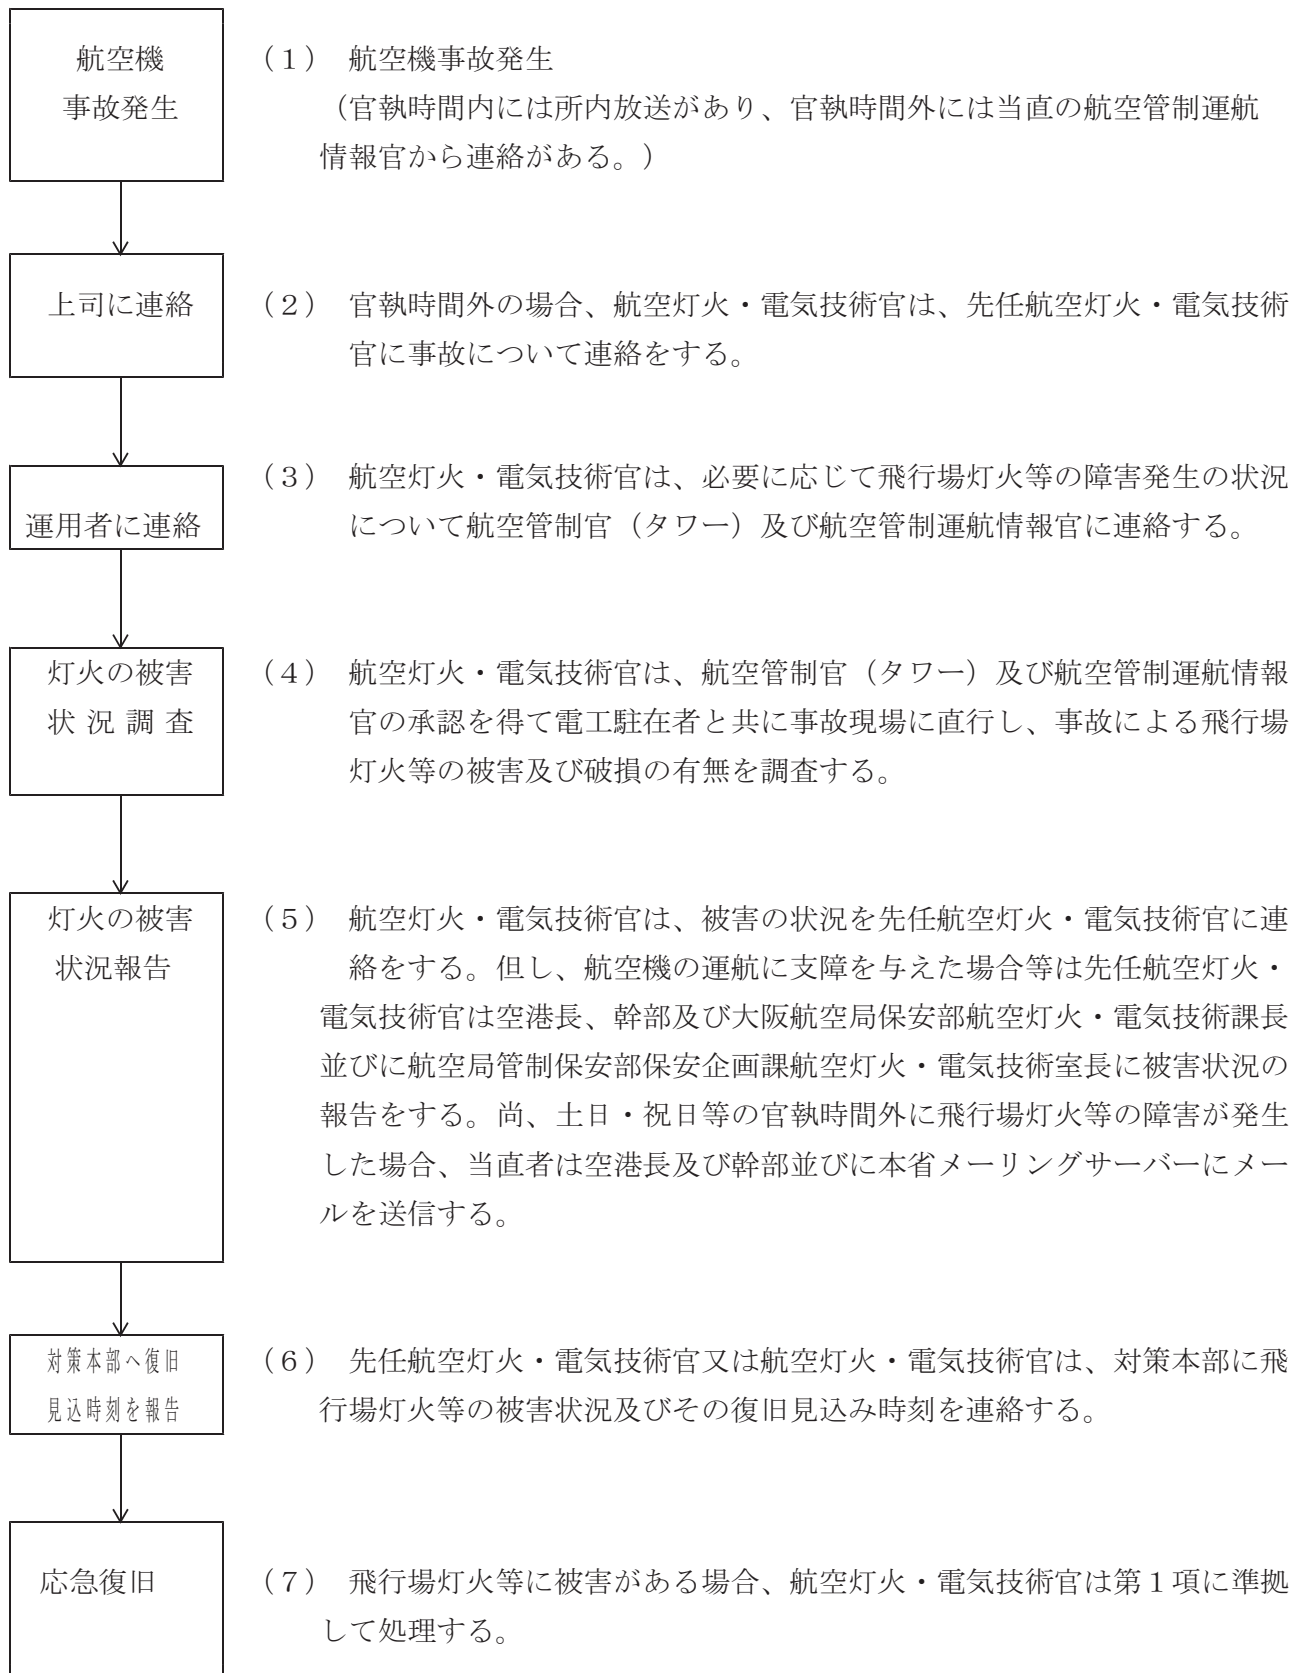 航空機
事故発生
（１） 航空機事故発生
（官執時間内には所内放送があり、官執時間外には当直の航空管制運航
情報官から連絡がある。）
上司に連絡
（２） 官執時間外の場合、航空灯火・電気技術官は、先任航空灯火・電気技術
官に事故について連絡をする。
運用者に連絡
（３） 航空灯火・電気技術官は、必要に応じて飛行場灯火等の障害発生の状況
について航空管制官（タワー）及び航空管制運航情報官に連絡する。
灯火の被害
状 況 調 査
（４） 航空灯火・電気技術官は、航空管制官（タワー）及び航空管制運航情報
官の承認を得て電工駐在者と共に事故現場に直行し、事故による飛行場
灯火等の被害及び破損の有無を調査する。
灯火の被害
状況報告
（５） 航空灯火・電気技術官は、被害の状況を先任航空灯火・電気技術官に連
絡をする。但し、航空機の運航に支障を与えた場合等は先任航空灯火・
電気技術官は空港長、幹部及び大阪航空局保安部航空灯火・電気技術課長
並びに航空局管制保安部保安企画課航空灯火・電気技術室長に被害状況の
報告をする。尚、土日・祝日等の官執時間外に飛行場灯火等の障害が発生
した場合、当直者は空港長及び幹部並びに本省メーリングサーバーにメー
ルを送信する。
対策本部へ復旧
見込時刻を報告
（６） 先任航空灯火・電気技術官又は航空灯火・電気技術官は、対策本部に飛
行場灯火等の被害状況及びその復旧見込み時刻を連絡する。
応急復旧
（７） 飛行場灯火等に被害がある場合、航空灯火・電気技術官は第１項に準拠
して処理する。